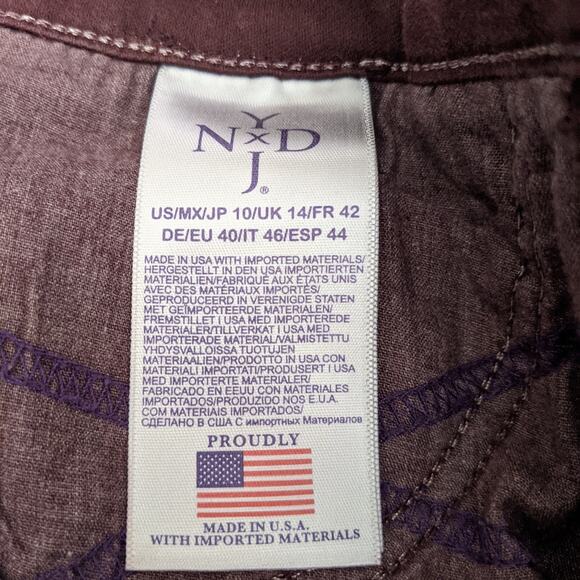 NYDJ®
US/MX/JP 10/UK 14/FR 42
DE/EU 40/IT 46/ESP 44
MADE IN USA WITH IMPORTED MATERIALS/
HERGESTELLT IN DEN USA IMPORTIERTEN
MATERIALIEN/FABRIQUÉ AUX ÉTATS UNIS
AVEC DES MATÉRIAUX IMPORTÉS/
GEPRODUCEERD IN VERENIGDE STATEN
MET GEÏMPORTEERDE MATERIALEN/
FREMSTILLET I USA MED IMPORTEREDE
MATERIALER/TILLVERKAT I USA MED
IMPORTERADE MATERIAL/VALMISTETTU
YHDYSVALLOISSA TUOTUJEN
MATERIAALIEN/PRODOTTO IN USA CON
MATERIALI IMPORTATI/PRODUSERT I USA
MED IMPORTERTE MATERIALER/
FABRICADO EN EEUU CON MATERIALES
IMPORTADOS/PRODUZIDO NOS E.U.A.
COM MATERIAIS IMPORTADOS/
СДЕЛАНО В США С импортных Материалов
PROUDLY
MADE IN U.S.A.
WITH IMPORTED MATERIALS